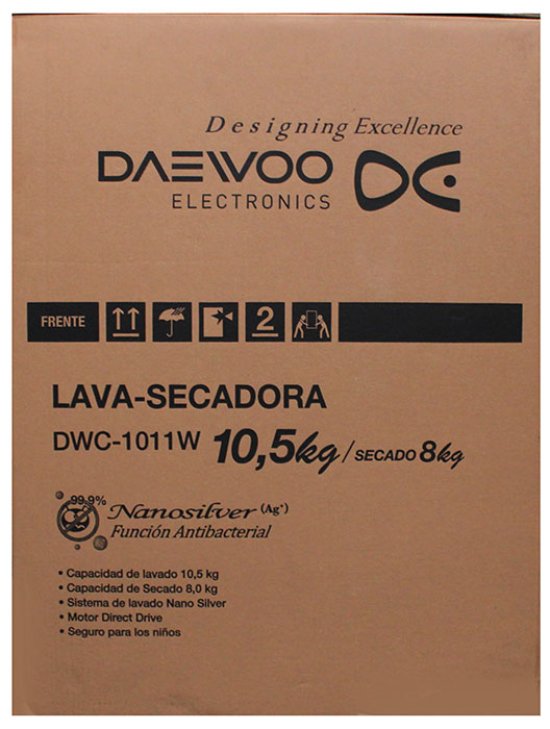 Designing Excellence
DAEWOO
ELECTRONICS
FRENTE
2
LAVA-SECADORA
DWC-1011W 10,5kg/SECADO 8kg
99.9%
Nanosilver (Ag⁺)
Función Antibacterial
• Capacidad de lavado 10,5 kg
• Capacidad de Secado 8,0 kg
• Sistema de lavado Nano Silver
• Motor Direct Drive
• Seguro para los niños